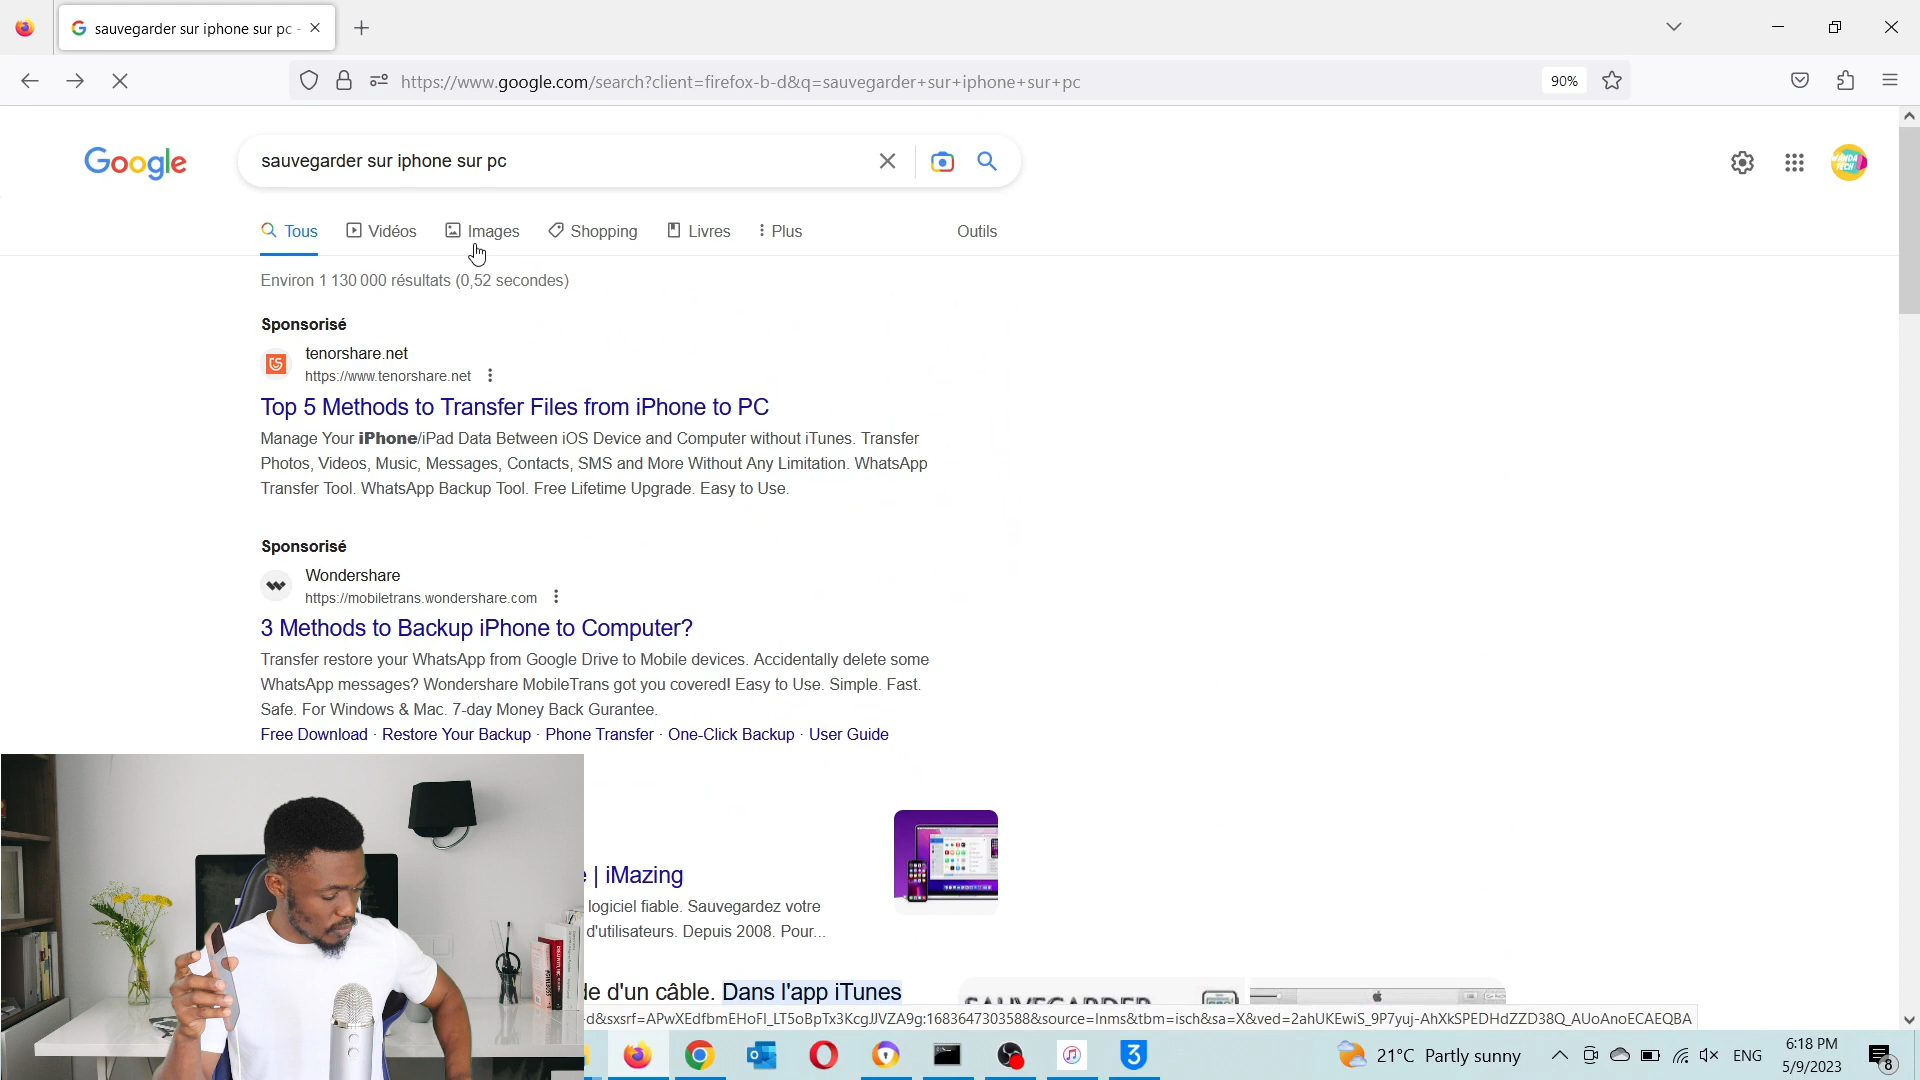 sauvegarder sur iphone sur pc -
https://www.google.com/search?client=firefox-b-d&q=sauvegarder+sur+iphone+sur+pc
90%
Google
sauvegarder sur iphone sur pc
WANDA
TECH
Tous
Vidéos
Images
Shopping
Livres
Plus
Outils
Environ 1 130 000 résultats (0,52 secondes)
Sponsorisé
tenorshare.net
https://www.tenorshare.net
Top 5 Methods to Transfer Files from iPhone to PC
Manage Your iPhone/iPad Data Between iOS Device and Computer without iTunes. Transfer
Photos, Videos, Music, Messages, Contacts, SMS and More Without Any Limitation. WhatsApp
Transfer Tool. WhatsApp Backup Tool. Free Lifetime Upgrade. Easy to Use.
Sponsorisé
Wondershare
https://mobiletrans.wondershare.com
3 Methods to Backup iPhone to Computer?
Transfer restore your WhatsApp from Google Drive to Mobile devices. Accidentally delete some
WhatsApp messages? Wondershare MobileTrans got you covered! Easy to Use. Simple. Fast.
Safe. For Windows & Mac. 7-day Money Back Gurantee.
Free Download · Restore Your Backup · Phone Transfer · One-Click Backup · User Guide
| iMazing
logiciel fiable. Sauvegardez votre
d'utilisateurs. Depuis 2008. Pour...
d'un câble. Dans l'app iTunes
SAUVEGARDER
d&sxsrf=APwXEdfbmEHoFI_LT5oBpTx3KcgJJVZA9g:1683647303588&source=lnms&tbm=isch&sa=X&ved=2ahUKEwiS_9P7yuj-AhXkSPEDHdZZD38Q_AUoAnoECAEQBA
21°C Partly sunny
ENG
6:18 PM
5/9/2023
8